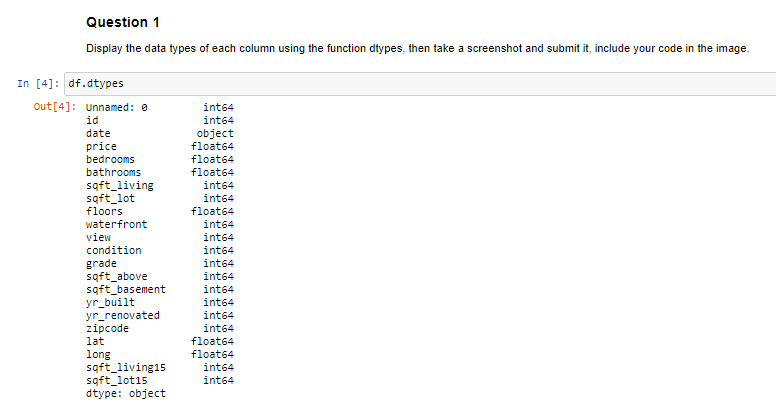 Question 1
Display the data types of each column using the function dtypes, then take a screenshot and submit it, include your code in the image.
In [4]: df.dtypes
Out[4]: Unnamed: 0 int64
id int64
date object
price float64
bedrooms float64
bathrooms float64
sqft_living int64
sqft_lot int64
floors float64
waterfront int64
view int64
condition int64
grade int64
sqft_above int64
sqft_basement int64
yr_built int64
yr_renovated int64
zipcode int64
lat float64
long float64
sqft_living15 int64
sqft_lot15 int64
dtype: object